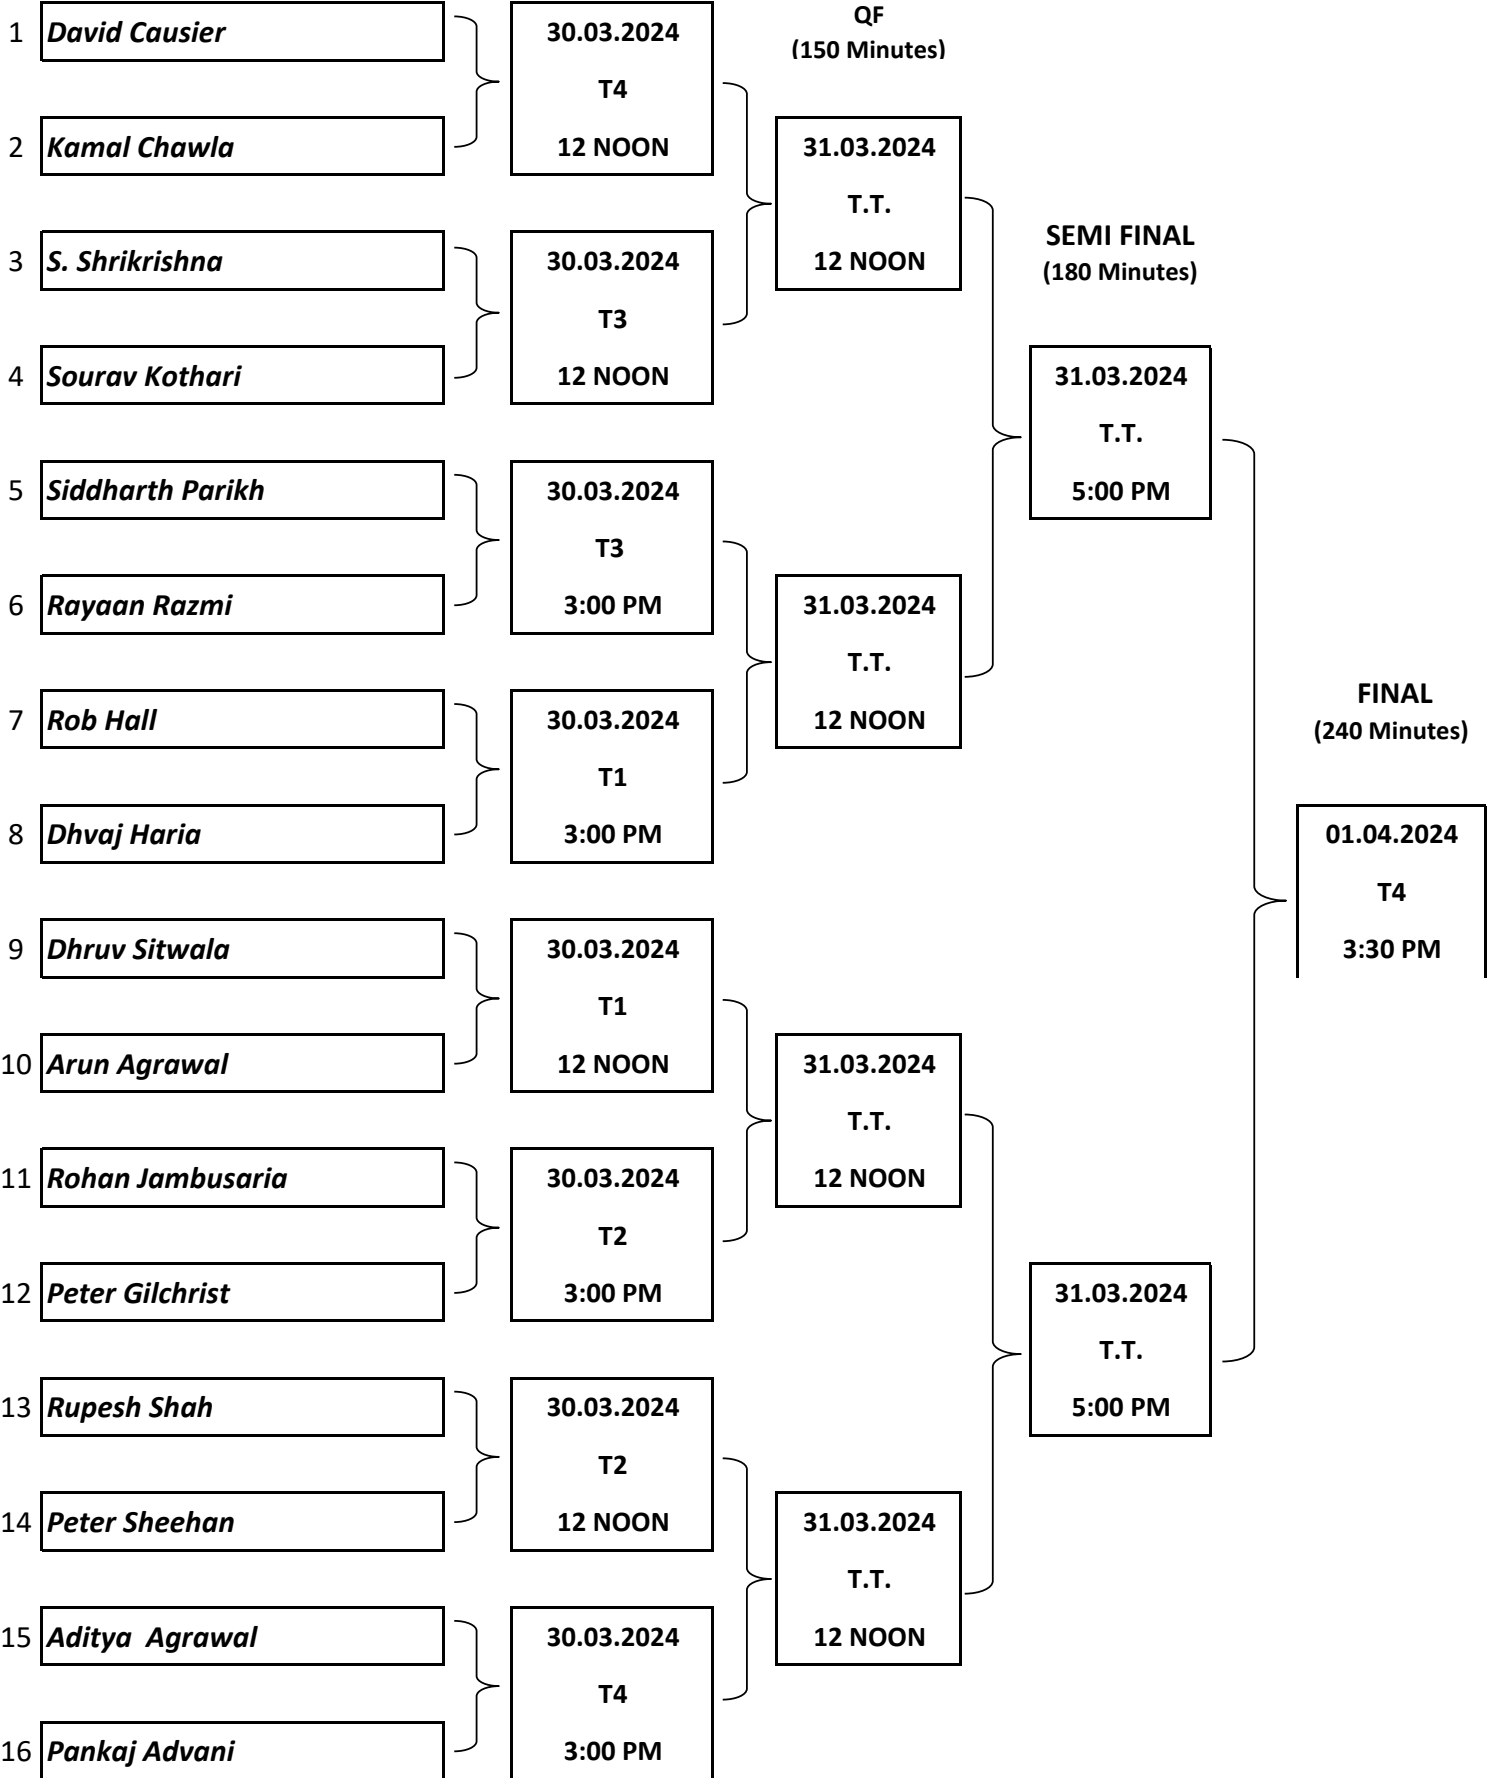 QF
(150 Minutes)
1 David Causier
30.03.2024
T4
2 Kamal Chawla
12 NOON
31.03.2024
T.T.
12 NOON
3 S. Shrikrishna
30.03.2024
T3
4 Sourav Kothari
12 NOON
SEMI FINAL
(180 Minutes)
31.03.2024
T.T.
5:00 PM
5 Siddharth Parikh
30.03.2024
T3
6 Rayaan Razmi
3:00 PM
31.03.2024
T.T.
12 NOON
7 Rob Hall
30.03.2024
T1
8 Dhvaj Haria
3:00 PM
FINAL
(240 Minutes)
01.04.2024
T4
3:30 PM
9 Dhruv Sitwala
30.03.2024
T1
10 Arun Agrawal
12 NOON
31.03.2024
T.T.
12 NOON
11 Rohan Jambusaria
30.03.2024
T2
12 Peter Gilchrist
3:00 PM
31.03.2024
T.T.
5:00 PM
13 Rupesh Shah
30.03.2024
T2
14 Peter Sheehan
12 NOON
31.03.2024
T.T.
12 NOON
15 Aditya  Agrawal
30.03.2024
T4
16 Pankaj Advani
3:00 PM